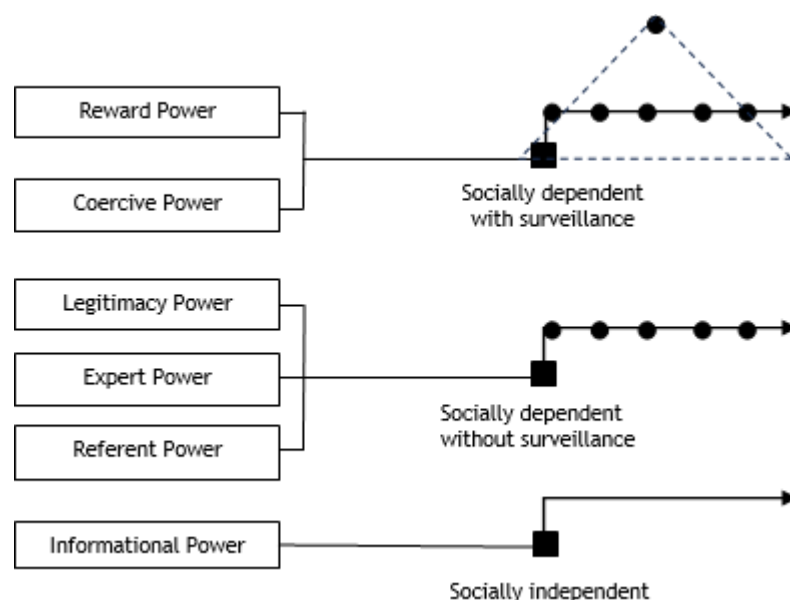 Reward Power
Coercive Power
Socially dependent
with surveillance
Legitimacy Power
Expert Power
Referent Power
Socially dependent
without surveillance
Informational Power
Socially independent